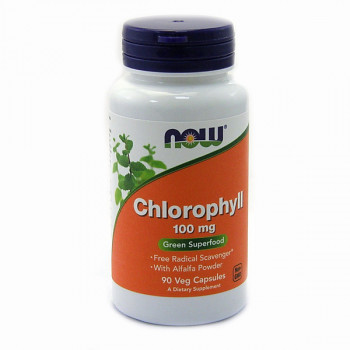 now
Chlorophyll
100 mg
Green Superfood
•Free Radical Scavenger*
•With Alfalfa Powder
90 Veg Capsules
A Dietary Supplement